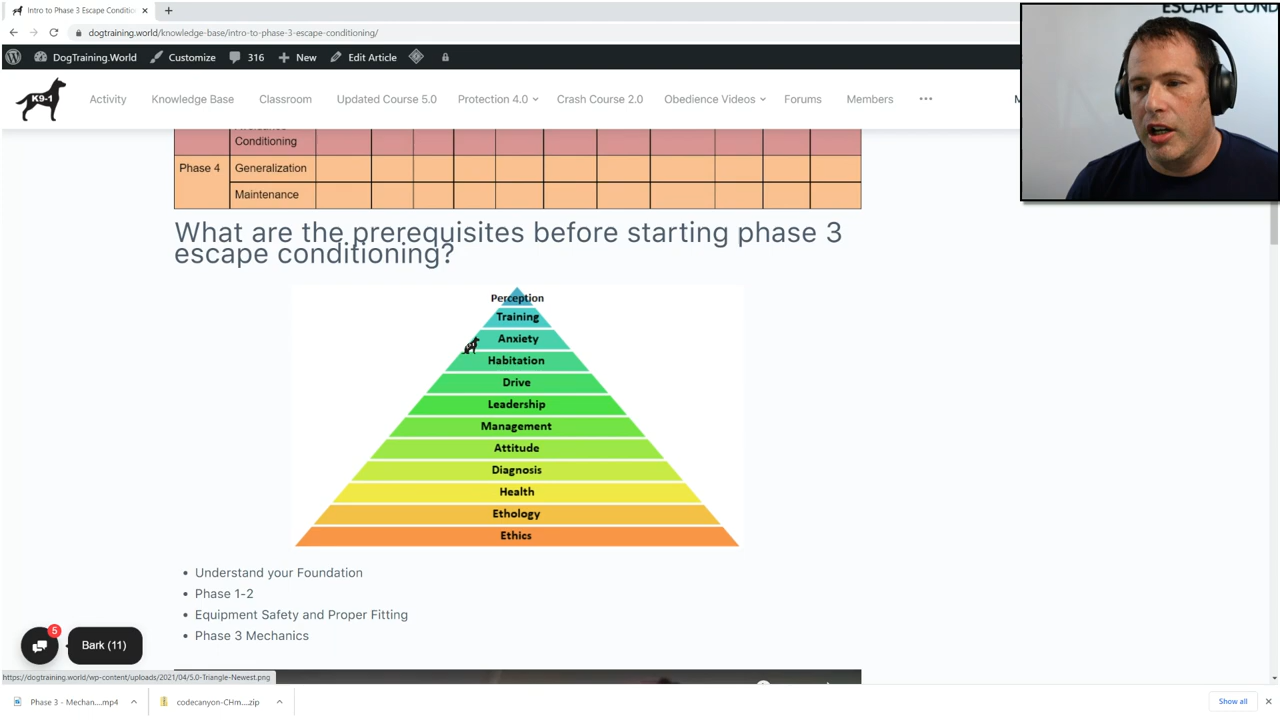 Intro to Phase 3 Escape Conditio
ESCAPE COND
dogtraining.world/knowledge-base/intro-to-phase-3-escape-conditioning/
DogTraining.World Customize 316 New Edit Article
K9-1 Activity Knowledge Base Classroom Updated Course 5.0 Protection 4.0 Crash Course 2.0 Obedience Videos Forums Members ... M
Avoidance
Conditioning
Phase 4 Generalization
Maintenance
What are the prerequisites before starting phase 3
escape conditioning?
Perception
Training
Anxiety
Habitation
Drive
Leadership
Management
Attitude
Diagnosis
Health
Ethology
Ethics
• Understand your Foundation
• Phase 1-2
• Equipment Safety and Proper Fitting
• Phase 3 Mechanics
5
Bark (11)
https://dogtraining.world/wp-content/uploads/2021/04/5.0-Triangle-Newest.png
Phase 3 - Mechan....mp4 codecanyon-CHm....zip Show all